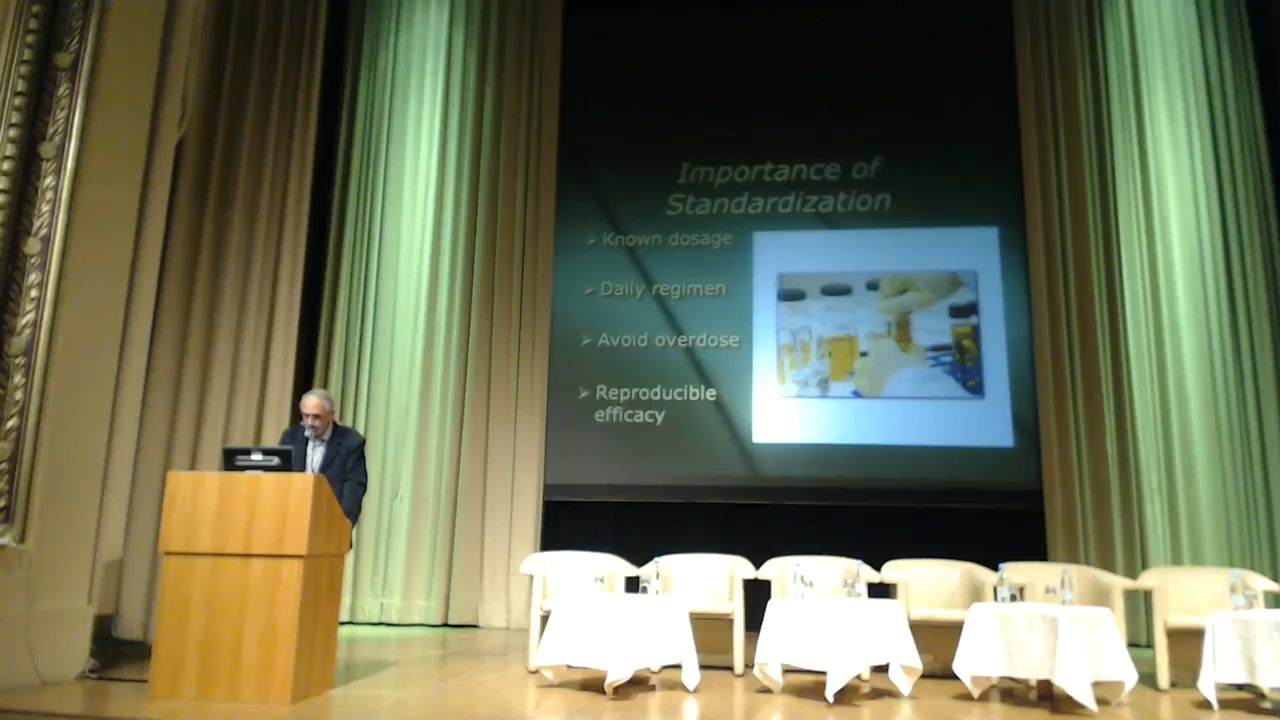 Importance of
Standardization
➢ Known dosage
➢ Daily regimen
➢ Avoid overdose
➢ Reproducible
efficacy